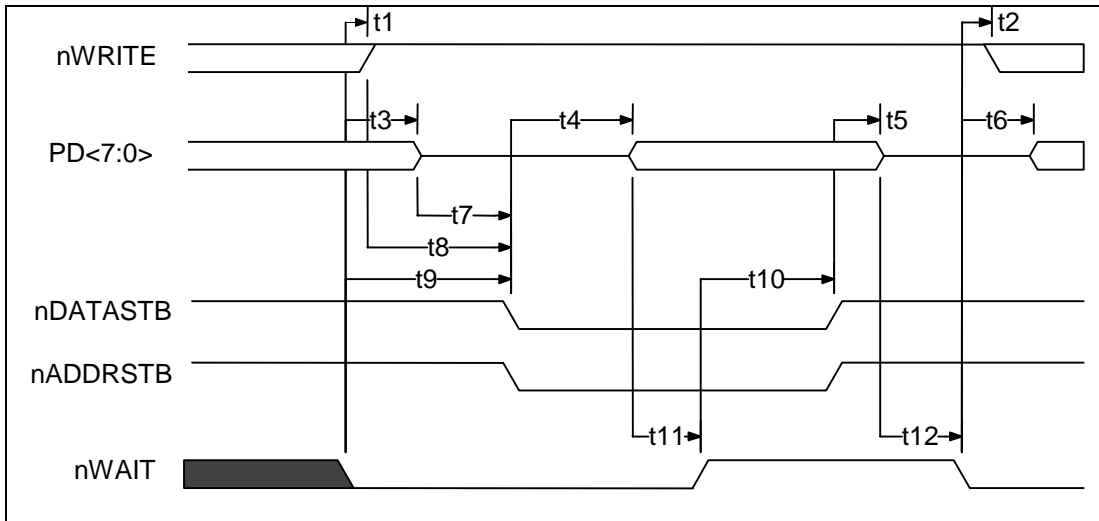 t1 t2
nWRITE
t3 t4 t5 t6
PD<7:0>
t7
t8
t9 t10
nDATASTB
nADDRSTB
t11 t12
nWAIT